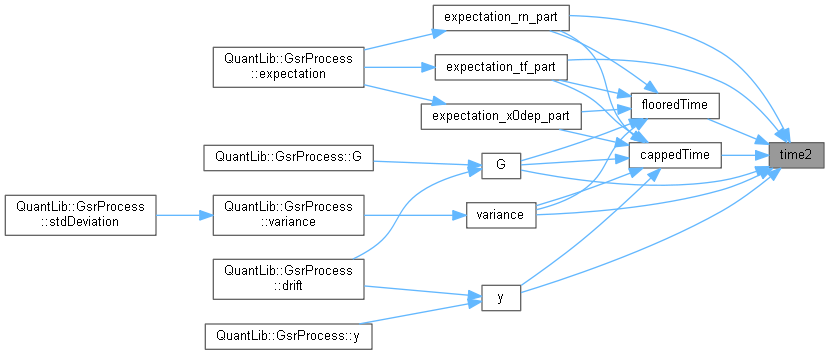 expectation_rn_part
QuantLib::GsrProcess
::expectation
expectation_tf_part
expectation_x0dep_part
flooredTime
cappedTime
time2
QuantLib::GsrProcess::G
G
QuantLib::GsrProcess
::stdDeviation
QuantLib::GsrProcess
::variance
variance
QuantLib::GsrProcess
::drift
y
QuantLib::GsrProcess::y